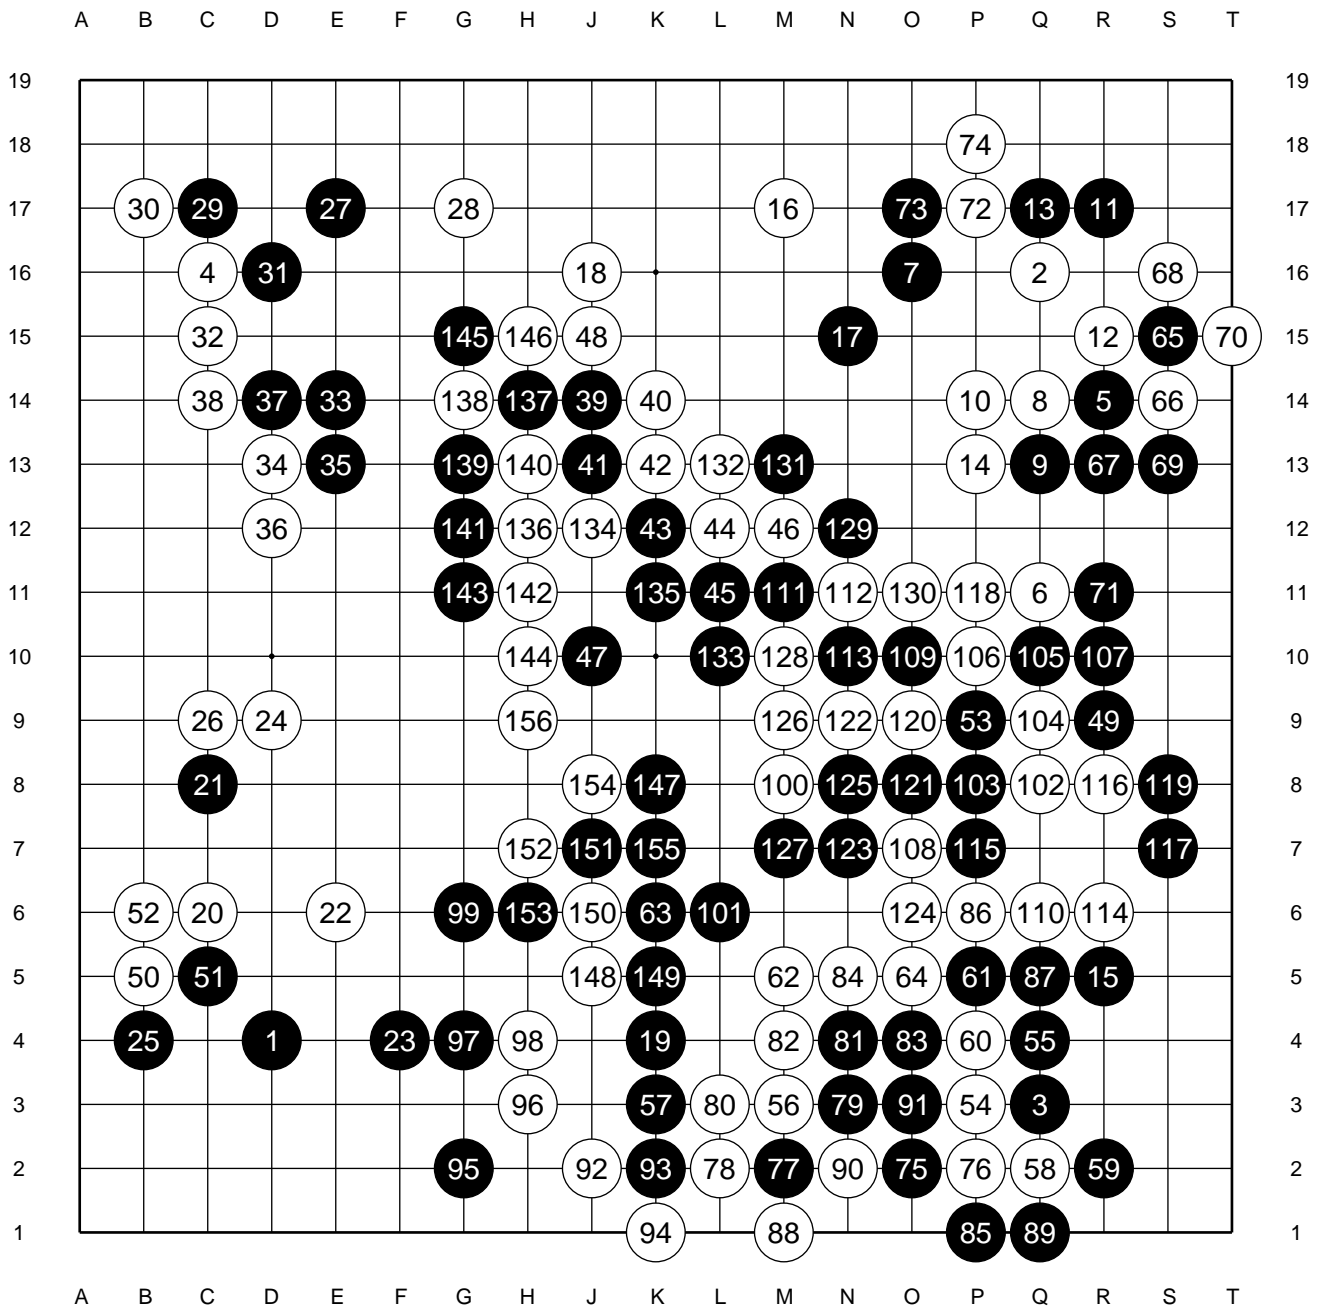 A B C D E F G H J K L M N O P Q R S T
19 19
18 74 18
17 30 29 27 28 16 73 72 13 11 17
16 4 31 18 7 2 68 16
15 32 145 146 48 17 12 65 70 15
14 38 37 33 138 137 39 40 10 8 5 66 14
13 34 35 139 140 41 42 132 131 14 9 67 69 13
12 36 141 136 134 43 44 46 129 12
11 143 142 135 45 111 112 130 118 6 71 11
10 144 47 133 128 113 109 106 105 107 10
9 26 24 156 126 122 120 53 104 49 9
8 21 154 147 100 125 121 103 102 116 119 8
7 152 151 155 127 123 108 115 117 7
6 52 20 22 99 153 150 63 101 124 86 110 114 6
5 50 51 148 149 62 84 64 61 87 15 5
4 25 1 23 97 98 19 82 81 83 60 55 4
3 96 57 80 56 79 91 54 3 3
2 95 92 93 78 77 90 75 76 58 59 2
1 94 88 85 89 1
A B C D E F G H J K L M N O P Q R S T